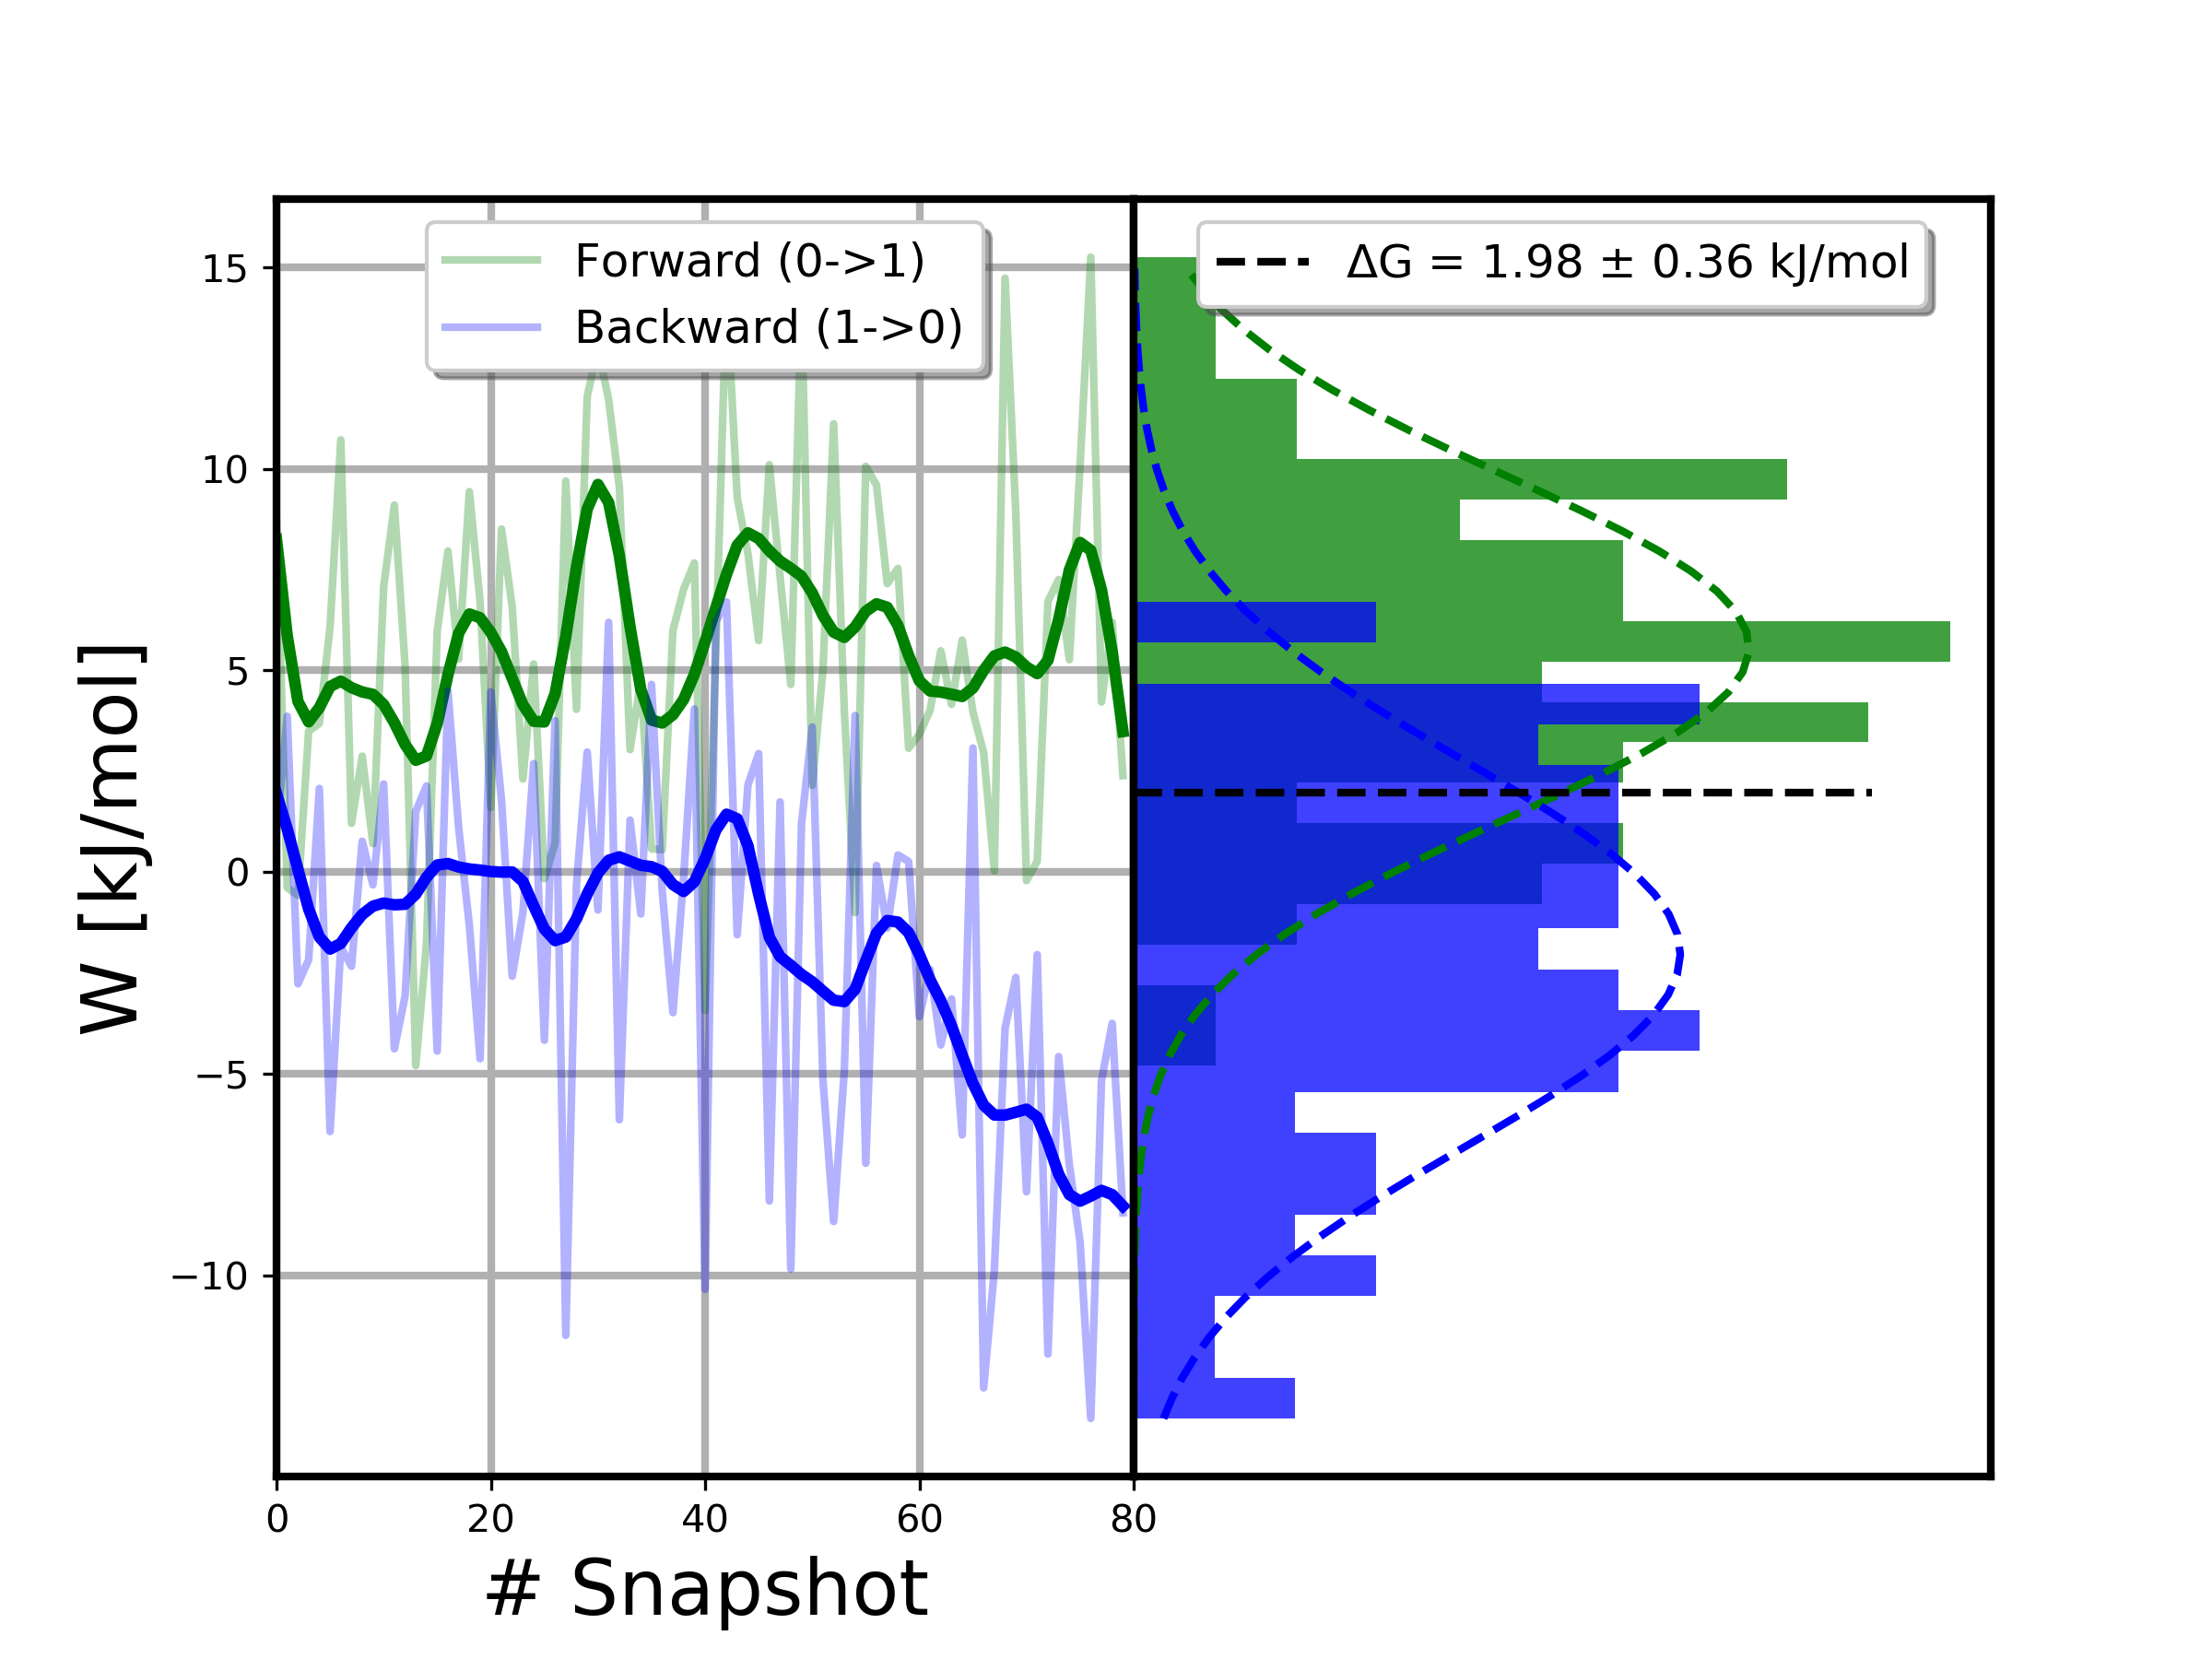 Forward (0->1)
Backward (1->0)
ΔG = 1.98 ± 0.36 kJ/mol
15
10
5
0
−5
−10
W [kJ/mol]
0 20 40 60 80
# Snapshot